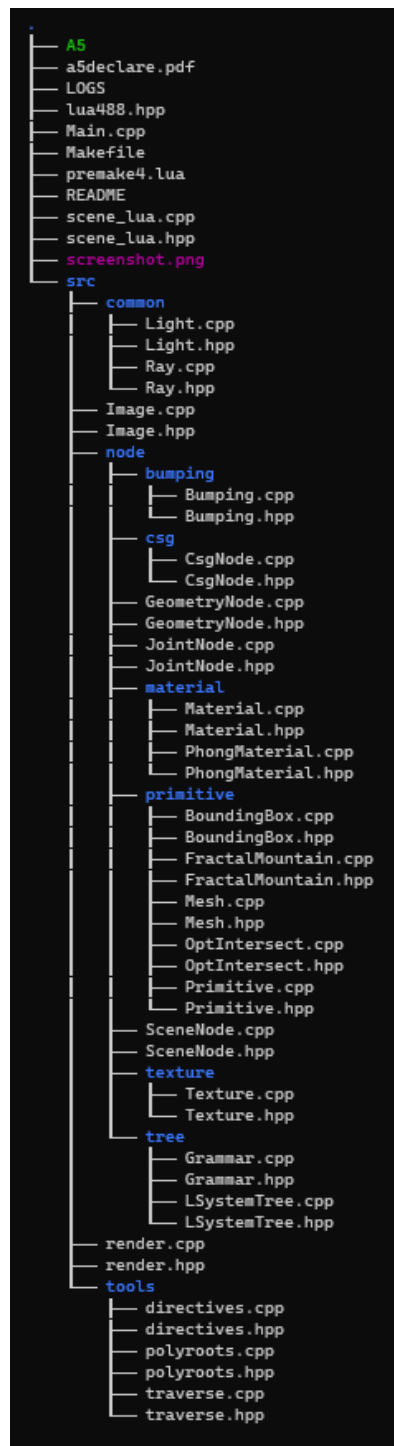 .
├── A5
├── a5declare.pdf
├── LOGS
├── lua488.hpp
├── Main.cpp
├── Makefile
├── premake4.lua
├── README
├── scene_lua.cpp
├── scene_lua.hpp
├── screenshot.png
└── src
    ├── common
    │   ├── Light.cpp
    │   ├── Light.hpp
    │   ├── Ray.cpp
    │   └── Ray.hpp
    ├── Image.cpp
    ├── Image.hpp
    ├── node
    │   ├── bumping
    │   │   ├── Bumping.cpp
    │   │   └── Bumping.hpp
    │   ├── csg
    │   │   ├── CsgNode.cpp
    │   │   └── CsgNode.hpp
    │   ├── GeometryNode.cpp
    │   ├── GeometryNode.hpp
    │   ├── JointNode.cpp
    │   ├── JointNode.hpp
    │   ├── material
    │   │   ├── Material.cpp
    │   │   ├── Material.hpp
    │   │   ├── PhongMaterial.cpp
    │   │   └── PhongMaterial.hpp
    │   ├── primitive
    │   │   ├── BoundingBox.cpp
    │   │   ├── BoundingBox.hpp
    │   │   ├── FractalMountain.cpp
    │   │   ├── FractalMountain.hpp
    │   │   ├── Mesh.cpp
    │   │   ├── Mesh.hpp
    │   │   ├── OptIntersect.cpp
    │   │   ├── OptIntersect.hpp
    │   │   ├── Primitive.cpp
    │   │   └── Primitive.hpp
    │   ├── SceneNode.cpp
    │   ├── SceneNode.hpp
    │   ├── texture
    │   │   ├── Texture.cpp
    │   │   └── Texture.hpp
    │   └── tree
    │       ├── Grammar.cpp
    │       ├── Grammar.hpp
    │       ├── LSystemTree.cpp
    │       └── LSystemTree.hpp
    ├── render.cpp
    ├── render.hpp
    └── tools
        ├── directives.cpp
        ├── directives.hpp
        ├── polyroots.cpp
        ├── polyroots.hpp
        ├── traverse.cpp
        └── traverse.hpp